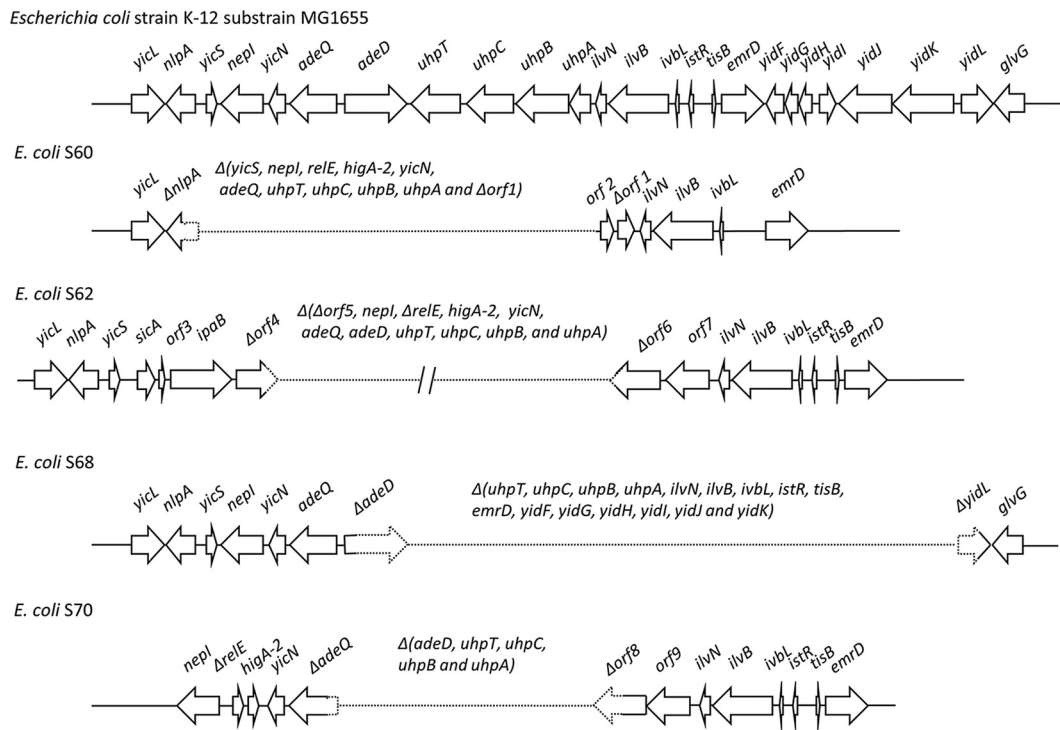 Escherichia coli strain K-12 substrain MG1655
yicL nlpA yicS nepI yicN adeQ adeD uhpT uhpC uhpB uhpA ilvN ilvB ivbL istR tisB emrD yidF yidG yidH yidI yidJ yidK yidL glvG
E. coli S60
yicL ΔnlpA
Δ(yicS, nepI, relE, higA-2, yicN,
adeQ, uhpT, uhpC, uhpB, uhpA and Δorf1)
orf 2 Δorf 1 ilvN ilvB ivbL emrD
E. coli S62
yicL nlpA yicS sicA orf3 ipaB Δorf4
Δ(Δorf5, nepI, ΔrelE, higA-2, yicN,
adeQ, adeD, uhpT, uhpC, uhpB, and uhpA)
Δorf6 orf7 ilvN ilvB ivbL istR tisB emrD
E. coli S68
yicL nlpA yicS nepI yicN adeQ ΔadeD
Δ(uhpT, uhpC, uhpB, uhpA, ilvN, ilvB, ivbL, istR, tisB,
emrD, yidF, yidG, yidH, yidI, yidJ and yidK)
ΔyidL glvG
E. coli S70
nepI ΔrelE higA-2 yicN ΔadeQ
Δ(adeD, uhpT, uhpC,
uhpB and uhpA)
Δorf8 orf9 ilvN ilvB ivbL istR tisB emrD